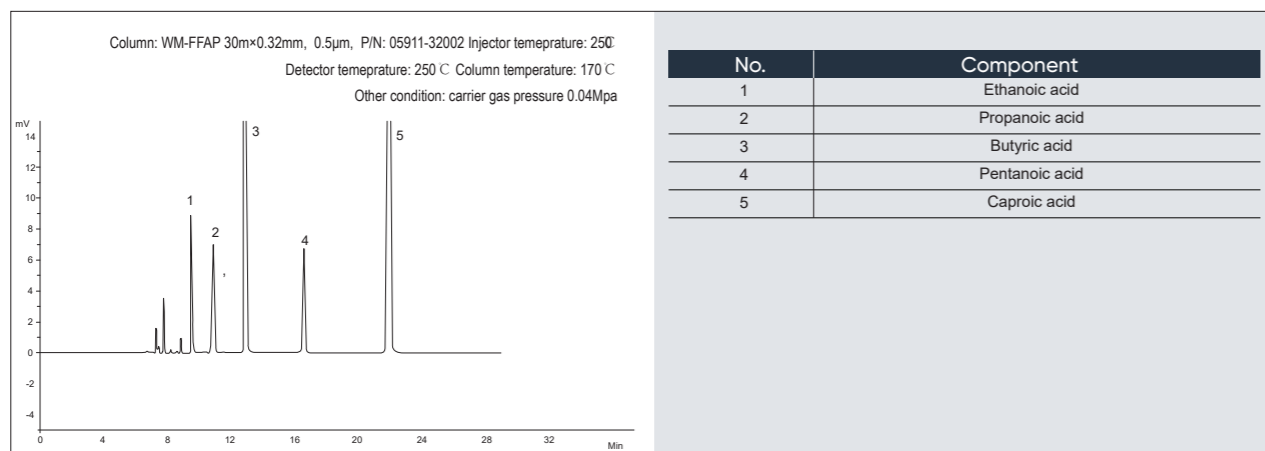 Column: WM-FFAP 30m×0.32mm, 0.5μm, P/N: 05911-32002 Injector temeprature: 250℃
Detector temeprature: 250℃ Column temperature: 170℃
Other condition: carrier gas pressure 0.04Mpa
mV
14
12
10
8
6
4
2
0
-2
-4
1
2
,
3
4
5
0 4 8 12 16 20 24 28 32 Min
No. Component
1 Ethanoic acid
2 Propanoic acid
3 Butyric acid
4 Pentanoic acid
5 Caproic acid